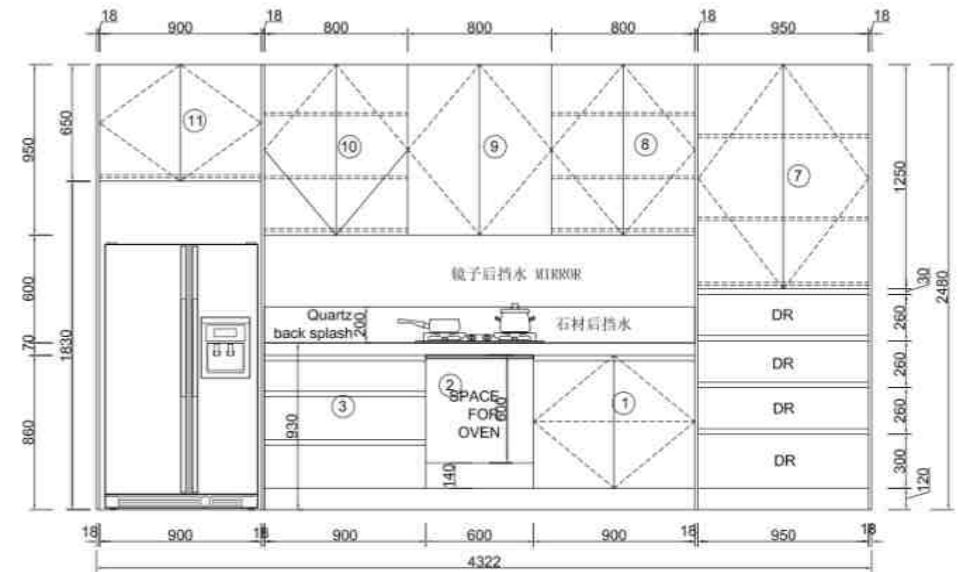 18 900 18 800 800 800 950 18
650
950
11
10
9
8
7
1250
镜子后挡水 MIRROR
30
2480
600
Quartz
back splash
200
石材后挡水
DR
260
70
1830
DR
260
2
SPACE
FOR
OVEN
600
3
1
930
DR
260
860
140
DR
300
120
18 900 18 900 600 900 18 950 18
4322